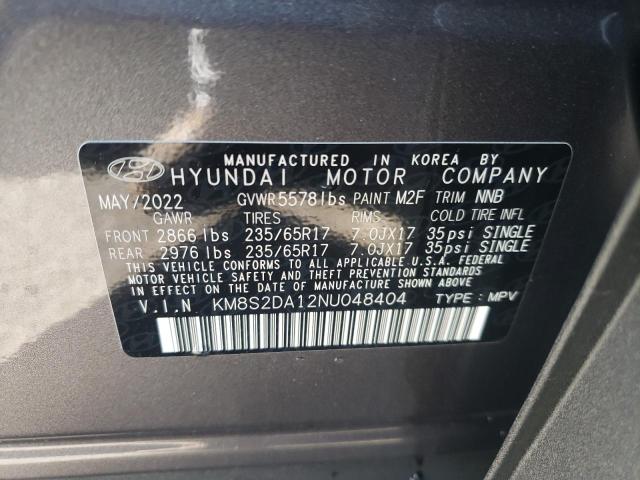 MANUFACTURED IN KOREA BY
HYUNDAI MOTOR COMPANY
MAY/2022 GVWR 5578 lbs PAINT M2F TRIM NNB
GAWR TIRES RIMS COLD TIRE INFL
FRONT 2866 lbs 235/65R17 7.0JX17 35psi SINGLE
REAR 2976 lbs 235/65R17 7.0JX17 35psi SINGLE
THIS VEHICLE CONFORMS TO ALL APPLICABLE U.S.A. FEDERAL
MOTOR VEHICLE SAFETY, BUMPER, AND THEFT PREVENTION
STANDARDS IN EFFECT ON THE DATE OF MANUFACTURE SHOWN ABOVE.
V.I.N. KM8S2DA12NU048404 TYPE : MPV